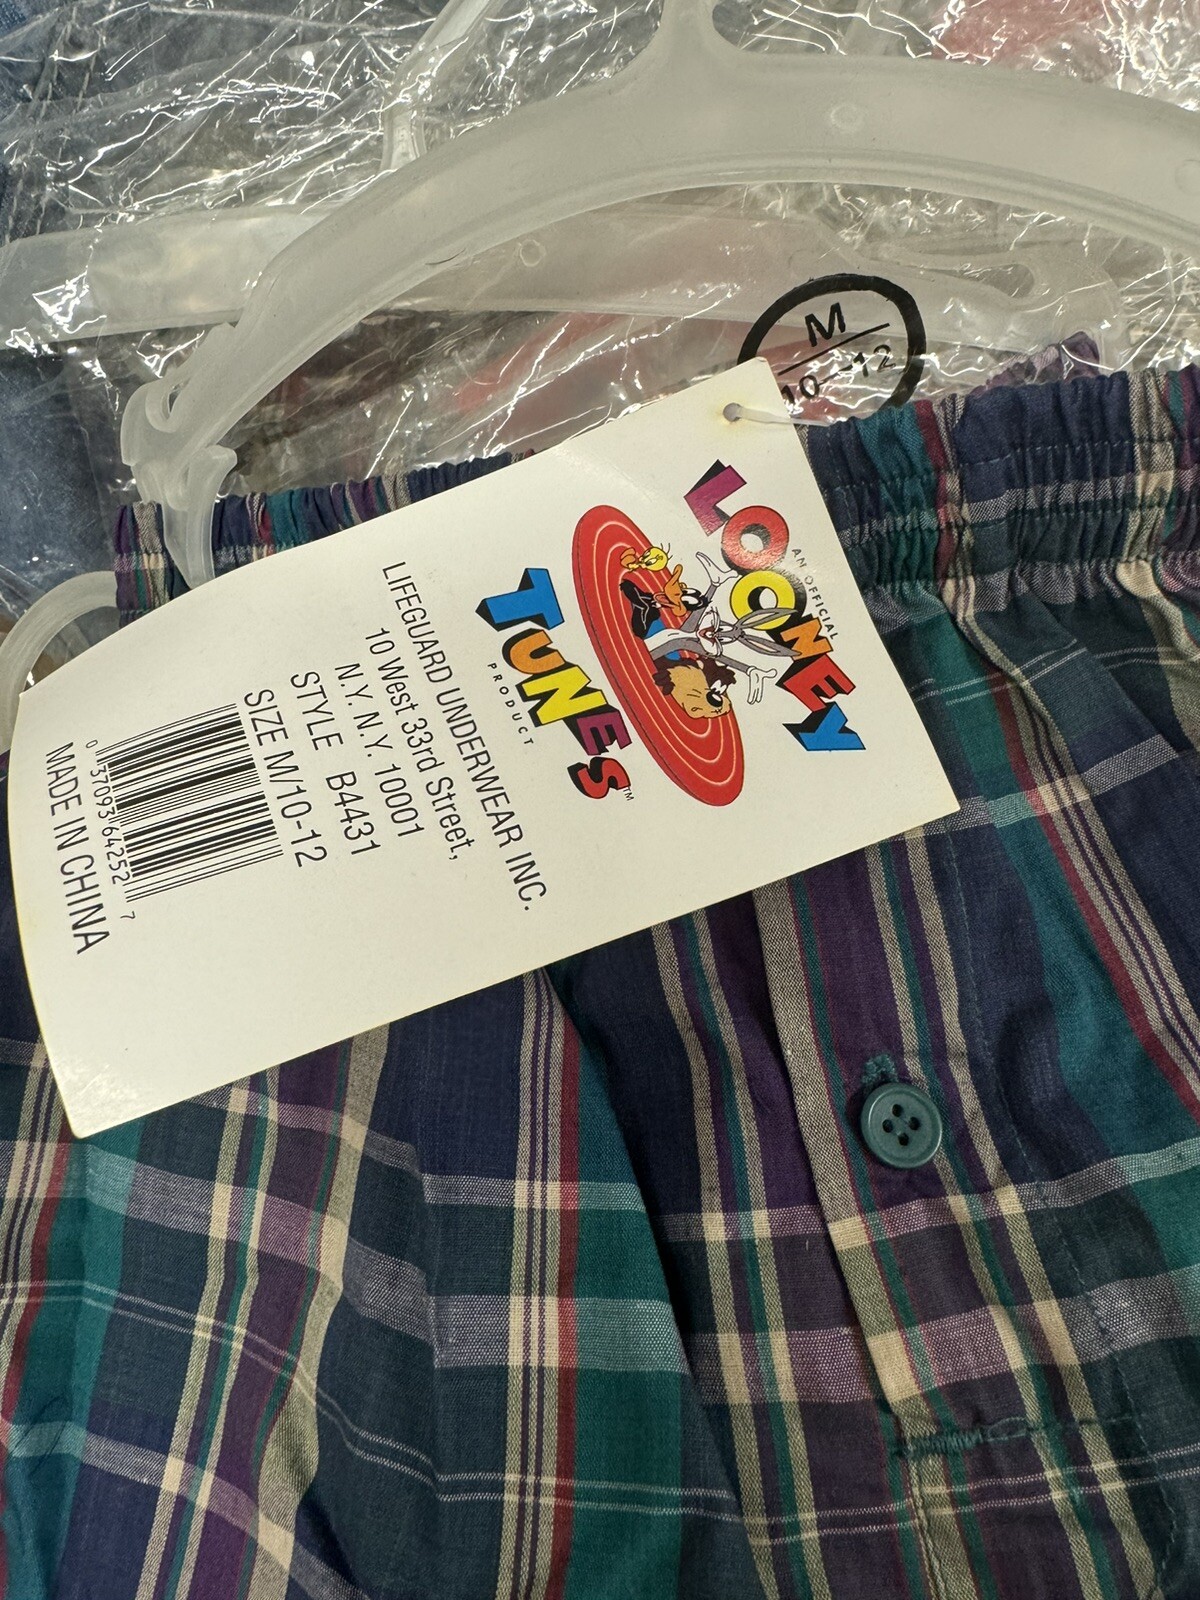 M
10-12
LOONEY
AN OFFICIAL
TUNES™
PRODUCT
LIFEGUARD UNDERWEAR INC.
10 West 33rd Street,
N.Y. N.Y. 10001
STYLE B4431
SIZE M/10-12
0 37093 64252 7
MADE IN CHINA